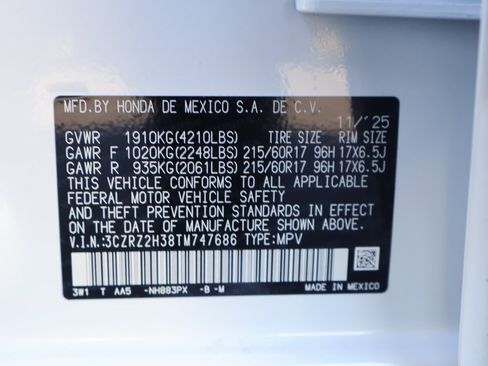 MFD.BY HONDA DE MEXICO S.A. DE C.V.
11/'25
GVWR 1910KG(4210LBS) TIRE SIZE RIM SIZE
GAWR F 1020KG(2248LBS) 215/60R17 96H 17X6.5J
GAWR R 935KG(2061LBS) 215/60R17 96H 17X6.5J
THIS VEHICLE CONFORMS TO ALL APPLICABLE
FEDERAL MOTOR VEHICLE SAFETY
AND THEFT PREVENTION STANDARDS IN EFFECT
ON THE DATE OF MANUFACTURE SHOWN ABOVE.
V.I.N.:3CZRZ2H38TM747686 TYPE:MPV
3W1 T AA5 -NH883PX -B -M
MADE IN MEXICO